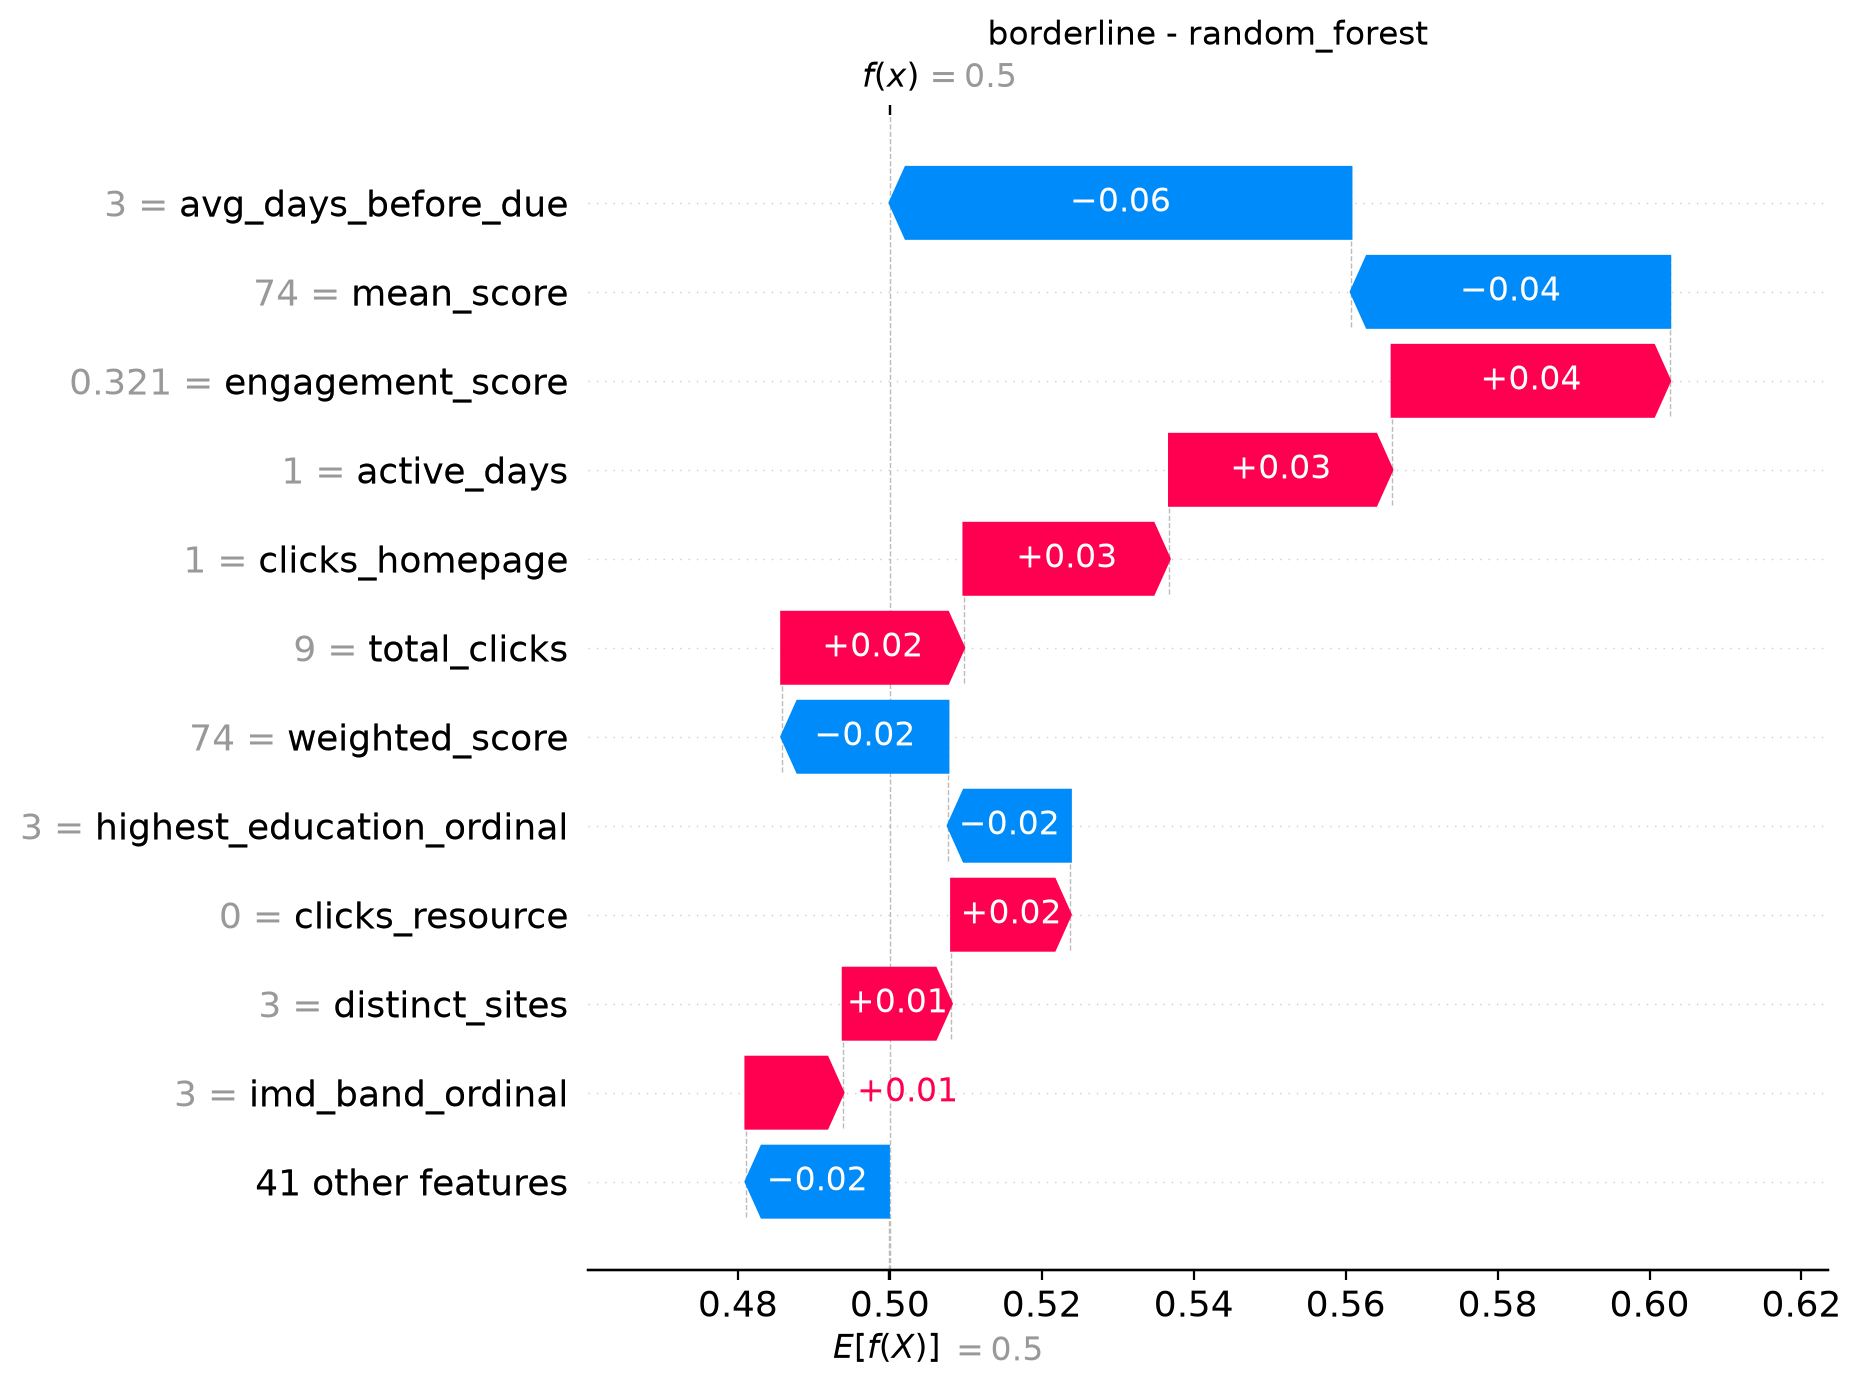 borderline - random_forest
f(x) = 0.5
3 = avg_days_before_due −0.06
74 = mean_score −0.04
0.321 = engagement_score +0.04
1 = active_days +0.03
1 = clicks_homepage +0.03
9 = total_clicks +0.02
74 = weighted_score −0.02
3 = highest_education_ordinal −0.02
0 = clicks_resource +0.02
3 = distinct_sites +0.01
3 = imd_band_ordinal +0.01
41 other features −0.02
0.48 0.50 0.52 0.54 0.56 0.58 0.60 0.62
E[f(X)] = 0.5